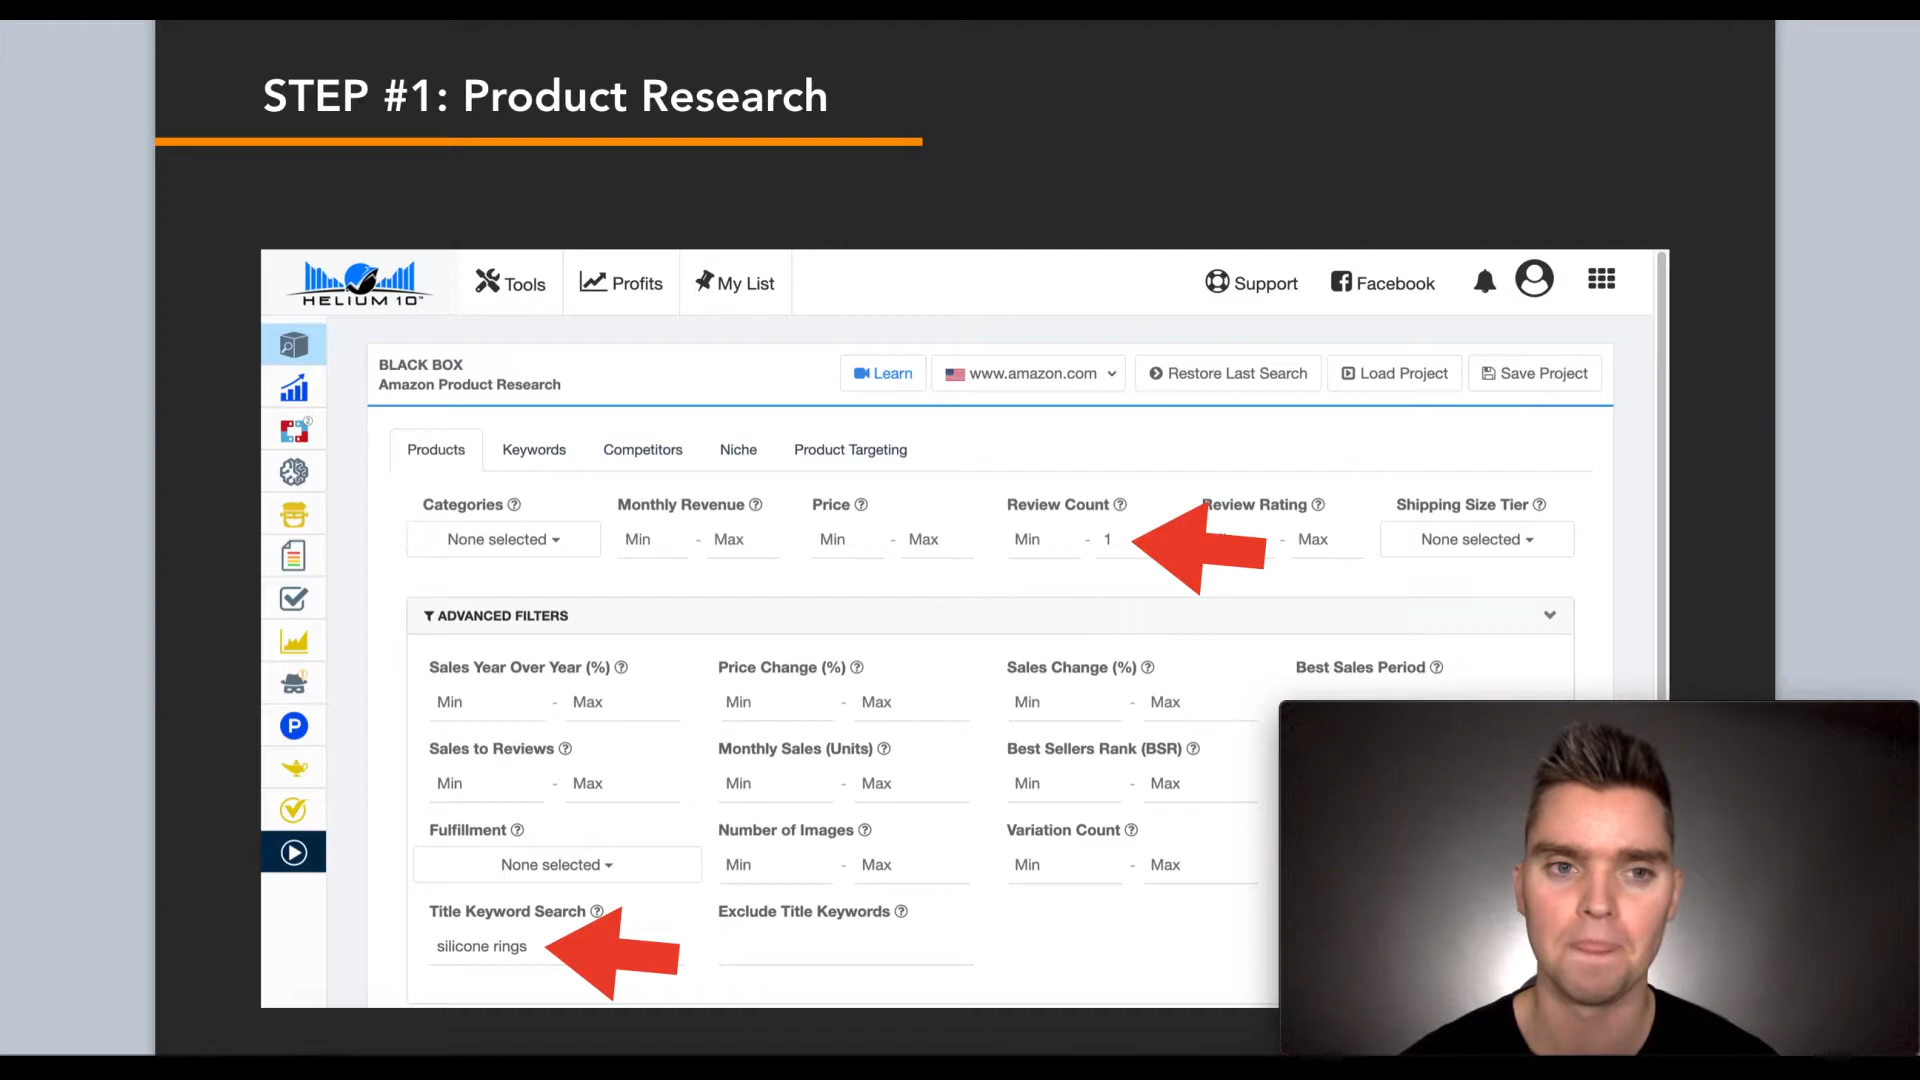 STEP #1: Product Research
HELIUM 10™
Tools
Profits
My List
Support
Facebook
BLACK BOX
Amazon Product Research
Learn
www.amazon.com
Restore Last Search
Load Project
Save Project
Products
Keywords
Competitors
Niche
Product Targeting
Categories
Monthly Revenue
Price
Review Count
Review Rating
Shipping Size Tier
None selected
Min - Max
Min - Max
Min - 1
- Max
None selected
ADVANCED FILTERS
Sales Year Over Year (%)
Price Change (%)
Sales Change (%)
Best Sales Period
Min - Max
Min - Max
Min - Max
Sales to Reviews
Monthly Sales (Units)
Best Sellers Rank (BSR)
Min - Max
Min - Max
Min - Max
Fulfillment
Number of Images
Variation Count
None selected
Min - Max
Min - Max
Title Keyword Search
Exclude Title Keywords
silicone rings